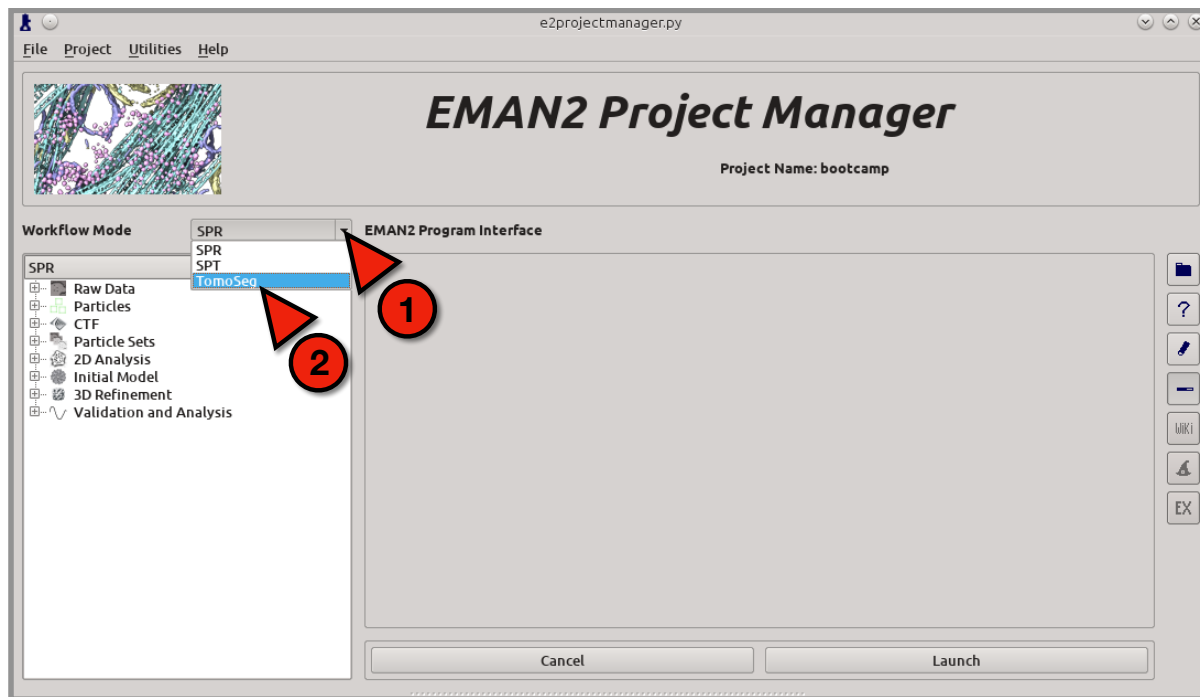 e2projectmanager.py
File Project Utilities Help
EMAN2 Project Manager
Project Name: bootcamp
Workflow Mode
SPR
EMAN2 Program Interface
SPR
SPT
TomoSeg
SPR
Raw Data
Particles
CTF
Particle Sets
2D Analysis
Initial Model
3D Refinement
Validation and Analysis
1
2
?
WiKi
EX
Cancel
Launch